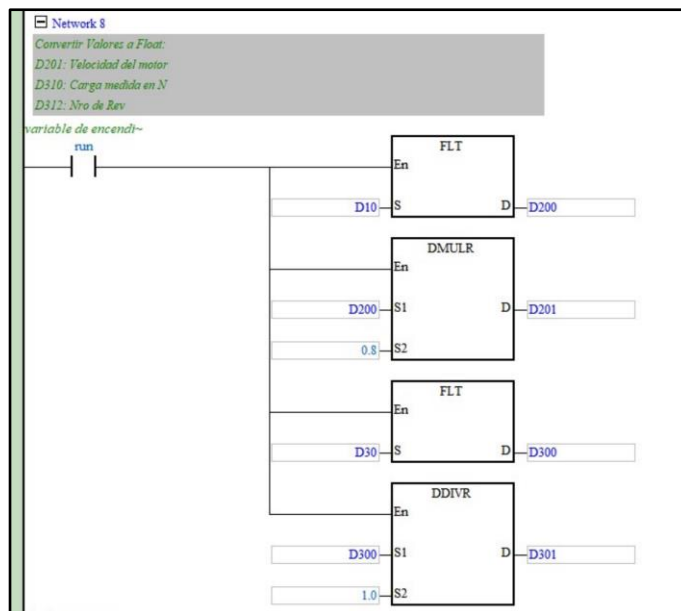 Network 8
Convertir Valores a Float:
D201: Velocidad del motor
D310: Carga medida en N
D312: Nro de Rev
variable de encendi~
run
FLT
En
D10 S D D200
DMULR
En
D200 S1 D D201
0.8 S2
FLT
En
D30 S D D300
DDIVR
En
D300 S1 D D301
1.0 S2